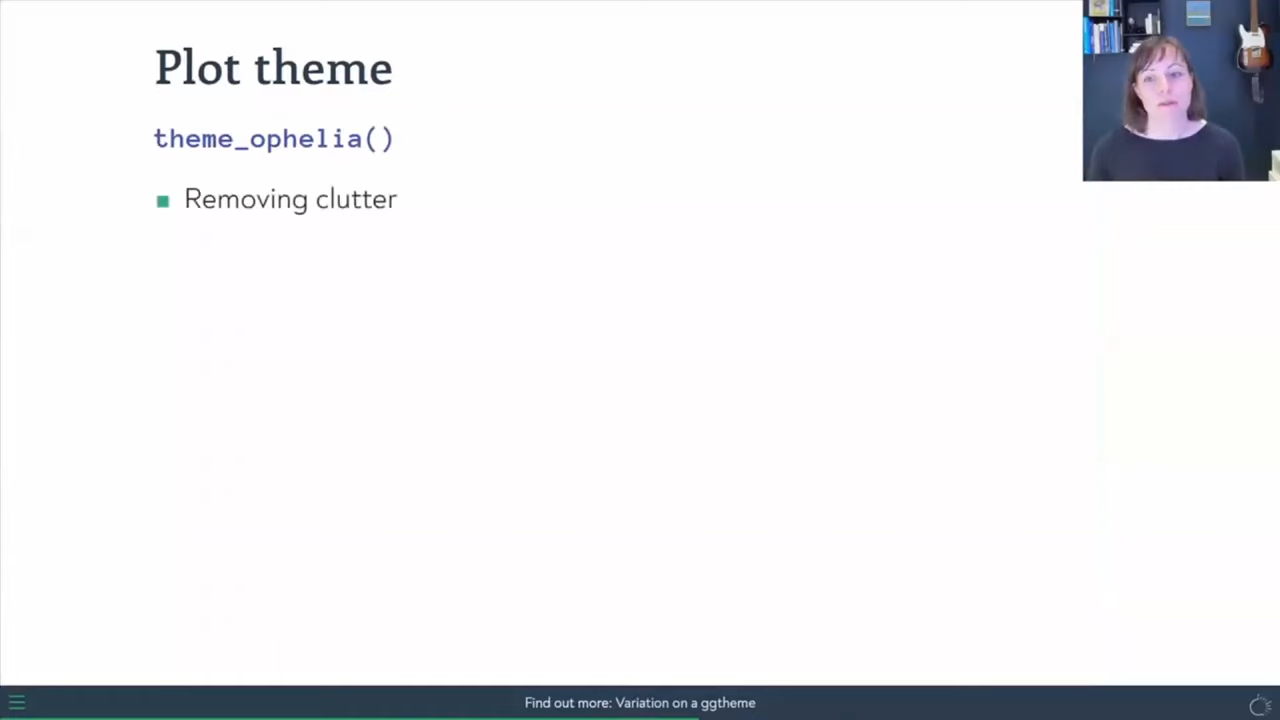 Plot theme
theme_ophelia()
Removing clutter
Find out more: Variation on a ggtheme